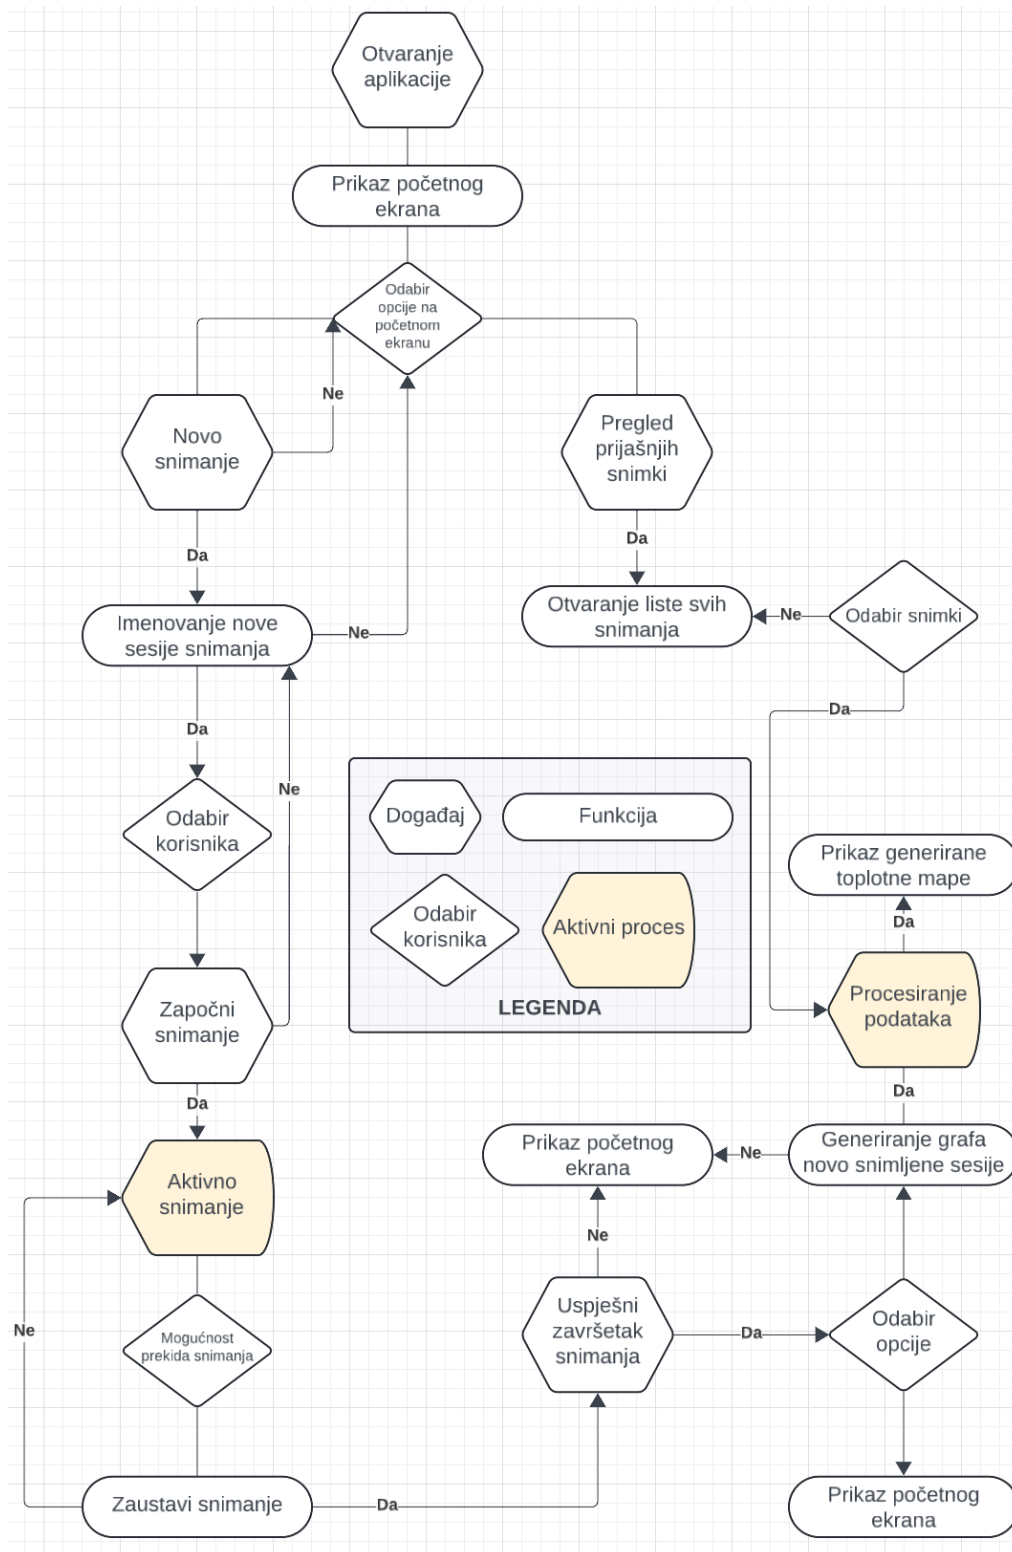 Otvaranje
aplikacije
Prikaz početnog
ekrana
Odabir
opcije na
početnom
ekranu
Ne
Novo
snimanje
Pregled
prijašnjih
snimki
Da
Da
Imenovanje nove
sesije snimanja
Ne
Otvaranje liste svih
snimanja
Ne
Odabir snimki
Da
Da
Ne
Odabir
korisnika
Događaj
Funkcija
Odabir
korisnika
Aktivni proces
LEGENDA
Prikaz generirane
toplotne mape
Da
Procesiranje
podataka
Da
Započni
snimanje
Da
Aktivno
snimanje
Prikaz početnog
ekrana
Ne
Generiranje grafa
novo snimljene sesije
Ne
Ne
Mogućnost
prekida snimanja
Uspješni
završetak
snimanja
Da
Odabir
opcije
Zaustavi snimanje
Da
Prikaz početnog
ekrana